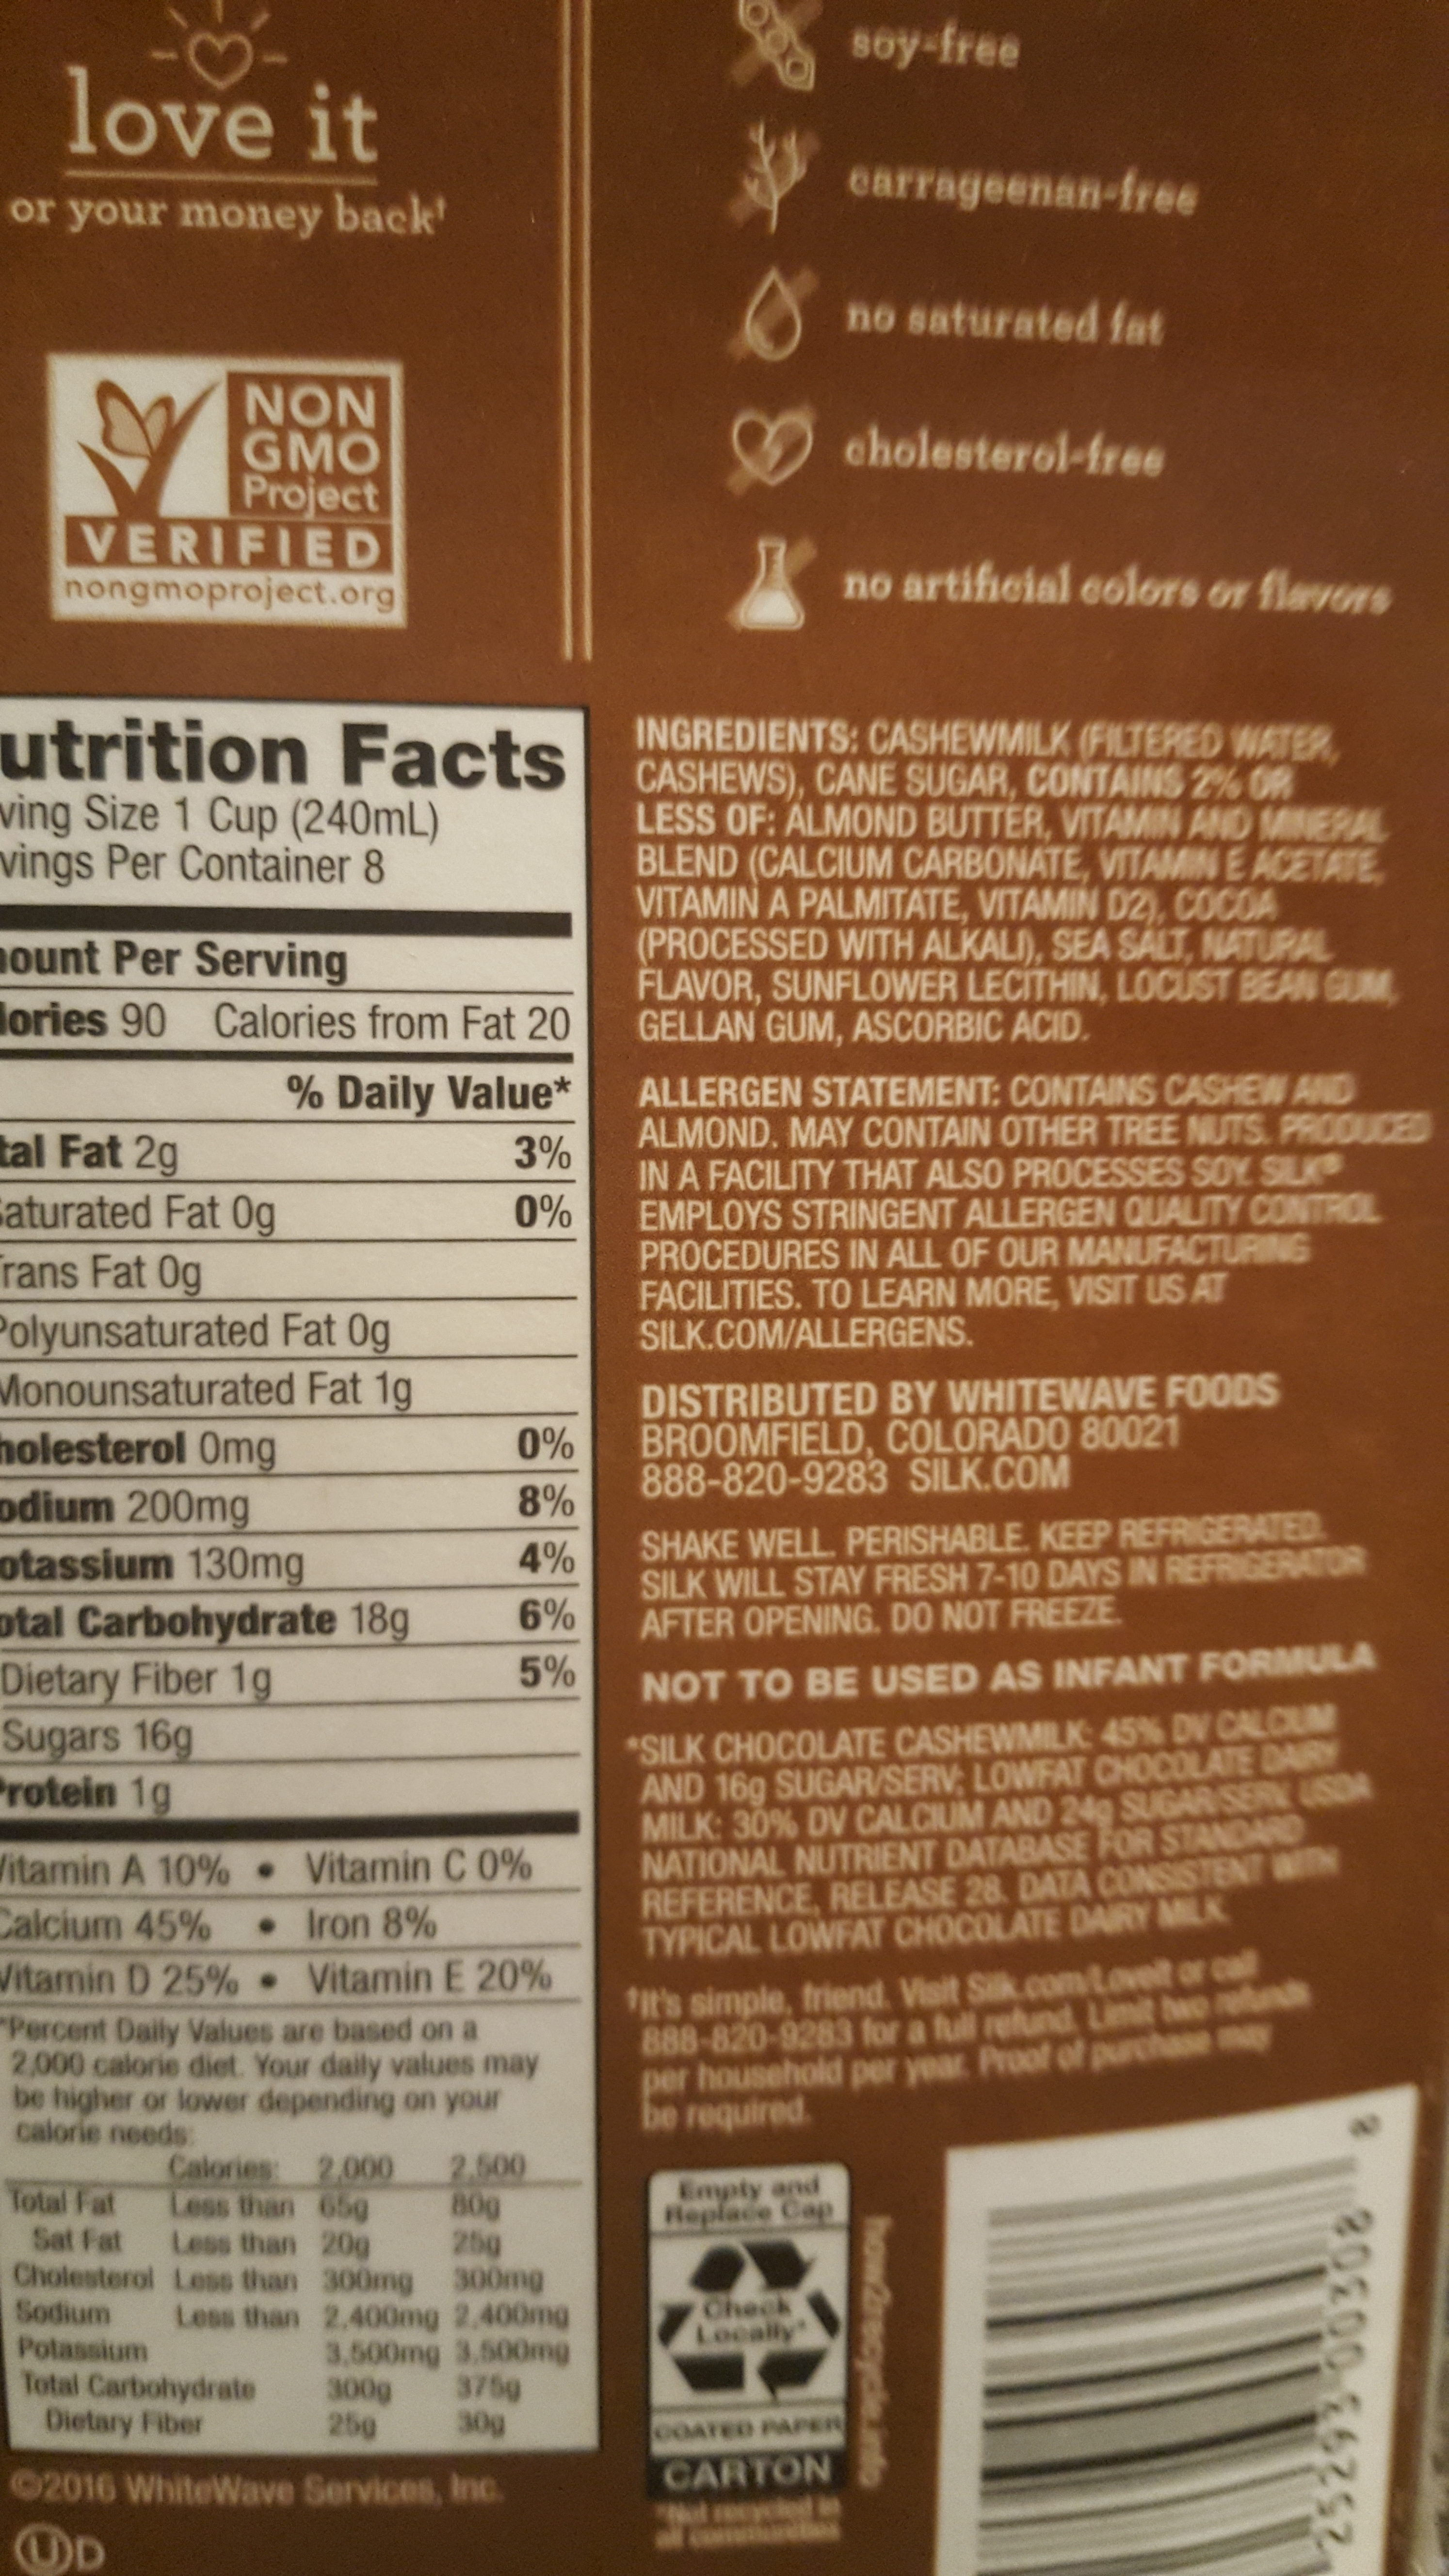 love it
or your money back†
NON
GMO
Project
VERIFIED
nongmoproject.org
soy-free
carrageenan-free
no saturated fat
cholesterol-free
no artificial colors or flavors
utrition Facts
ving Size 1 Cup (240mL)
vings Per Container 8
ount Per Serving
lories 90 Calories from Fat 20
% Daily Value*
tal Fat 2g 3%
aturated Fat 0g 0%
rans Fat 0g
Polyunsaturated Fat 0g
Monounsaturated Fat 1g
holesterol 0mg 0%
odium 200mg 8%
otassium 130mg 4%
otal Carbohydrate 18g 6%
Dietary Fiber 1g 5%
Sugars 16g
Protein 1g
Vitamin A 10% • Vitamin C 0%
Calcium 45% • Iron 8%
Vitamin D 25% • Vitamin E 20%
*Percent Daily Values are based on a
2,000 calorie diet. Your daily values may
be higher or lower depending on your
calorie needs:
Calories: 2,000 2,500
Total Fat Less than 65g 80g
Sat Fat Less than 20g 25g
Cholesterol Less than 300mg 300mg
Sodium Less than 2,400mg 2,400mg
Potassium 3,500mg 3,500mg
Total Carbohydrate 300g 375g
Dietary Fiber 25g 30g
©2016 WhiteWave Services, Inc.
U D
INGREDIENTS: CASHEWMILK (FILTERED WATER,
CASHEWS), CANE SUGAR, CONTAINS 2% OR
LESS OF: ALMOND BUTTER, VITAMIN AND MINERAL
BLEND (CALCIUM CARBONATE, VITAMIN E ACETATE,
VITAMIN A PALMITATE, VITAMIN D2), COCOA
(PROCESSED WITH ALKALI), SEA SALT, NATURAL
FLAVOR, SUNFLOWER LECITHIN, LOCUST BEAN GUM,
GELLAN GUM, ASCORBIC ACID.
ALLERGEN STATEMENT: CONTAINS CASHEW AND
ALMOND. MAY CONTAIN OTHER TREE NUTS. PRODUCED
IN A FACILITY THAT ALSO PROCESSES SOY. SILK®
EMPLOYS STRINGENT ALLERGEN QUALITY CONTROL
PROCEDURES IN ALL OF OUR MANUFACTURING
FACILITIES. TO LEARN MORE, VISIT US AT
SILK.COM/ALLERGENS.
DISTRIBUTED BY WHITEWAVE FOODS
BROOMFIELD, COLORADO 80021
888-820-9283 SILK.COM
SHAKE WELL. PERISHABLE. KEEP REFRIGERATED.
SILK WILL STAY FRESH 7-10 DAYS IN REFRIGERATOR
AFTER OPENING. DO NOT FREEZE.
NOT TO BE USED AS INFANT FORMULA
*SILK CHOCOLATE CASHEWMILK: 45% DV CALCIUM
AND 16g SUGAR/SERV; LOWFAT CHOCOLATE DAIRY
MILK: 30% DV CALCIUM AND 24g SUGAR/SERV. USDA
NATIONAL NUTRIENT DATABASE FOR STANDARD
REFERENCE, RELEASE 28. DATA CONSISTENT WITH
TYPICAL LOWFAT CHOCOLATE DAIRY MILK.
†It's simple, friend. Visit Silk.com/LoveIt or call
888-820-9283 for a full refund. Limit two refunds
per household per year. Proof of purchase may
be required.
Empty and
Replace Cap
Check
Locally*
COATED PAPER
CARTON
*Not recycled in
all communities
how2recycle.info
25293 00308 8